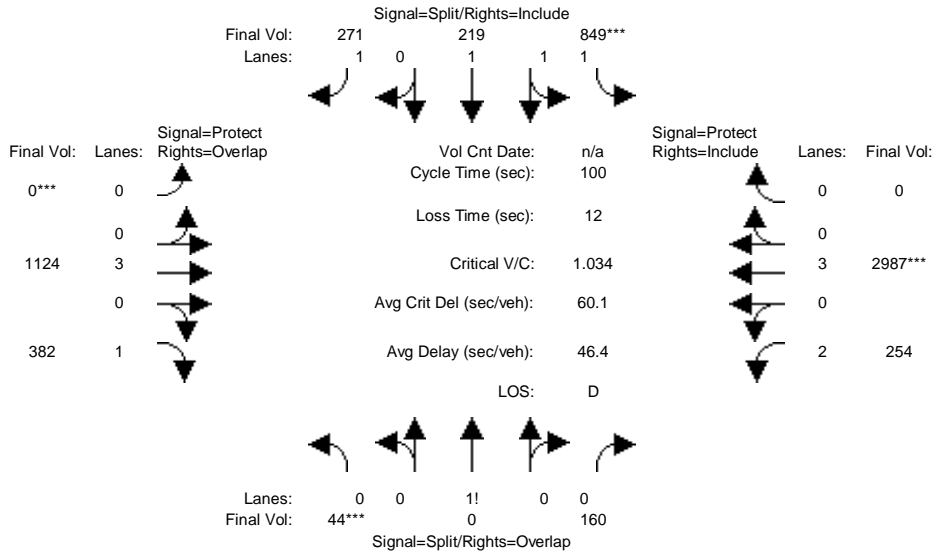 Signal=Split/Rights=Include
Final Vol: 271 219 849***
Lanes: 1 0 1 1 1
Signal=Protect Signal=Protect
Final Vol: Lanes: Rights=Overlap Vol Cnt Date: n/a Rights=Include Lanes: Final Vol:
Cycle Time (sec): 100
0*** 0 0 0
Loss Time (sec): 12
0 0
1124 3 Critical V/C: 1.034 3 2987***
0 Avg Crit Del (sec/veh): 60.1 0
382 1 Avg Delay (sec/veh): 46.4 2 254
LOS: D
Lanes: 0 0 1! 0 0
Final Vol: 44*** 0 160
Signal=Split/Rights=Overlap